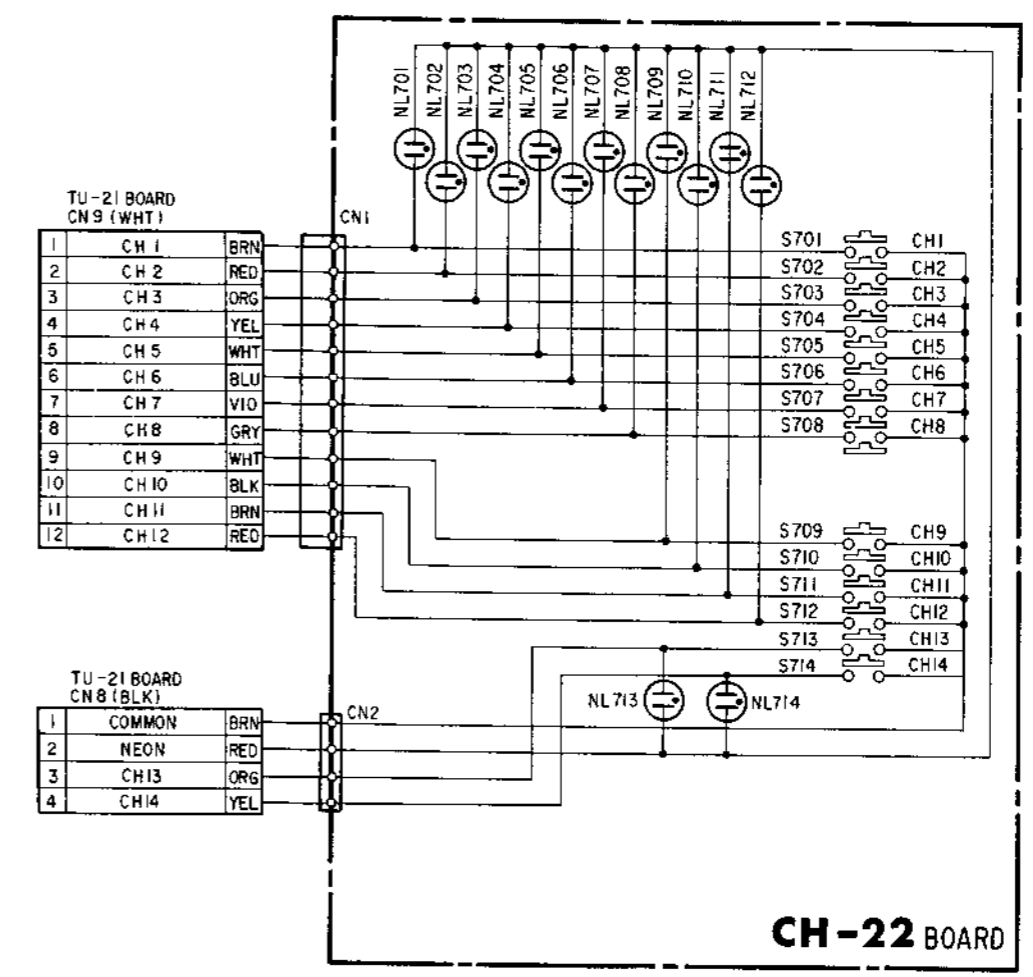 NL701 NL702 NL703 NL704 NL705 NL706 NL707 NL708 NL709 NL710 NL711 NL712
TU-21 BOARD
CN9 (WHT)
CN1
1 CH 1 BRN
2 CH 2 RED
3 CH 3 ORG
4 CH 4 YEL
5 CH 5 WHT
6 CH 6 BLU
7 CH 7 VIO
8 CH 8 GRY
9 CH 9 WHT
10 CH 10 BLK
11 CH 11 BRN
12 CH 12 RED
S701 CH1
S702 CH2
S703 CH3
S704 CH4
S705 CH5
S706 CH6
S707 CH7
S708 CH8
S709 CH9
S710 CH10
S711 CH11
S712 CH12
S713 CH13
S714 CH14
NL713 NL714
TU-21 BOARD
CN8 (BLK)
CN2
1 COMMON BRN
2 NEON RED
3 CH13 ORG
4 CH14 YEL
CH-22 BOARD